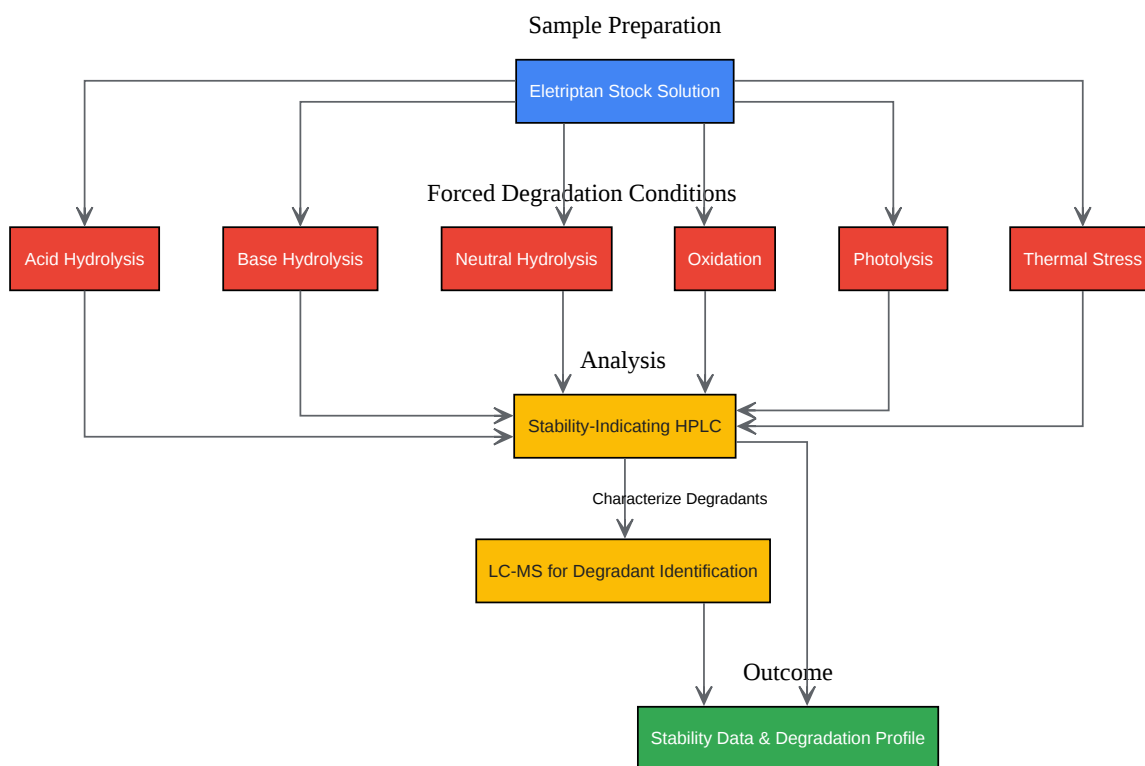 Sample Preparation
Eletriptan Stock Solution
Forced Degradation Conditions
Acid Hydrolysis
Base Hydrolysis
Neutral Hydrolysis
Oxidation
Photolysis
Thermal Stress
Analysis
Stability-Indicating HPLC
Characterize Degradants
LC-MS for Degradant Identification
Outcome
Stability Data & Degradation Profile